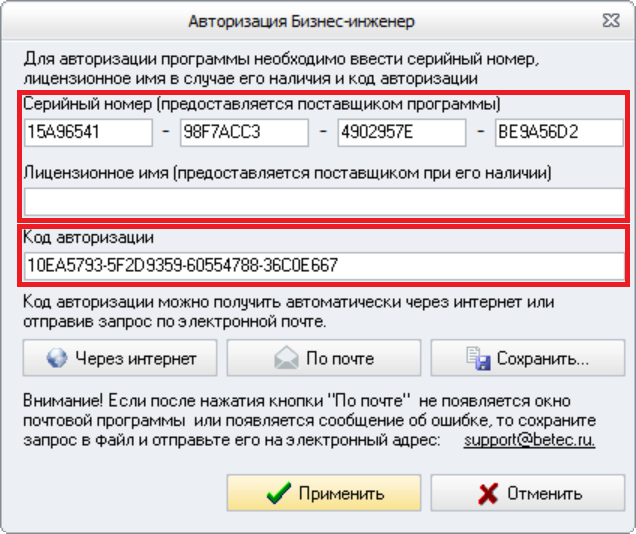 Авторизация Бизнес-инженер
Для авторизации программы необходимо ввести серийный номер,
лицензионное имя в случае его наличия и код авторизации
Серийный номер (предоставляется поставщиком программы)
15A96541 - 98F7ACC3 - 4902957E - BE9A56D2
Лицензионное имя (предоставляется поставщиком при его наличии)
Код авторизации
10EA5793-5F2D9359-60554788-36C0E667
Код авторизации можно получить автоматически через интернет или
отправив запрос по электронной почте.
Через интернет По почте Сохранить...
Внимание! Если после нажатия кнопки "По почте" не появляется окно
почтовой программы или появляется сообщение об ошибке, то сохраните
запрос в файл и отправьте его на электронный адрес: support@betec.ru.
Применить Отменить